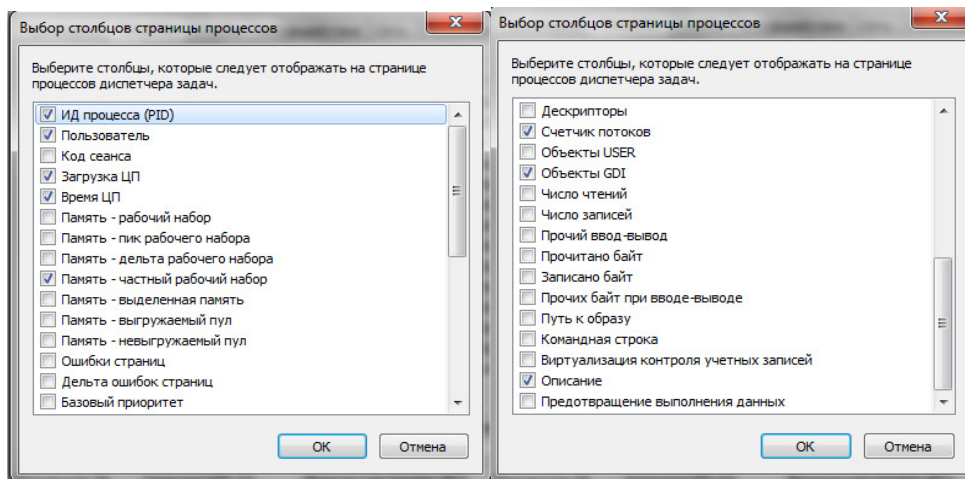 Выбор столбцов страницы процессов
Выберите столбцы, которые следует отображать на странице
процессов диспетчера задач.
ИД процесса (PID)
Пользователь
Код сеанса
Загрузка ЦП
Время ЦП
Память - рабочий набор
Память - пик рабочего набора
Память - дельта рабочего набора
Память - частный рабочий набор
Память - выделенная память
Память - выгружаемый пул
Память - невыгружаемый пул
Ошибки страниц
Дельта ошибок страниц
Базовый приоритет
ОК
Отмена
Выбор столбцов страницы процессов
Выберите столбцы, которые следует отображать на странице
процессов диспетчера задач.
Дескрипторы
Счетчик потоков
Объекты USER
Объекты GDI
Число чтений
Число записей
Прочий ввод-вывод
Прочитано байт
Записано байт
Прочих байт при вводе-выводе
Путь к образу
Командная строка
Виртуализация контроля учетных записей
Описание
Предотвращение выполнения данных
ОК
Отмена